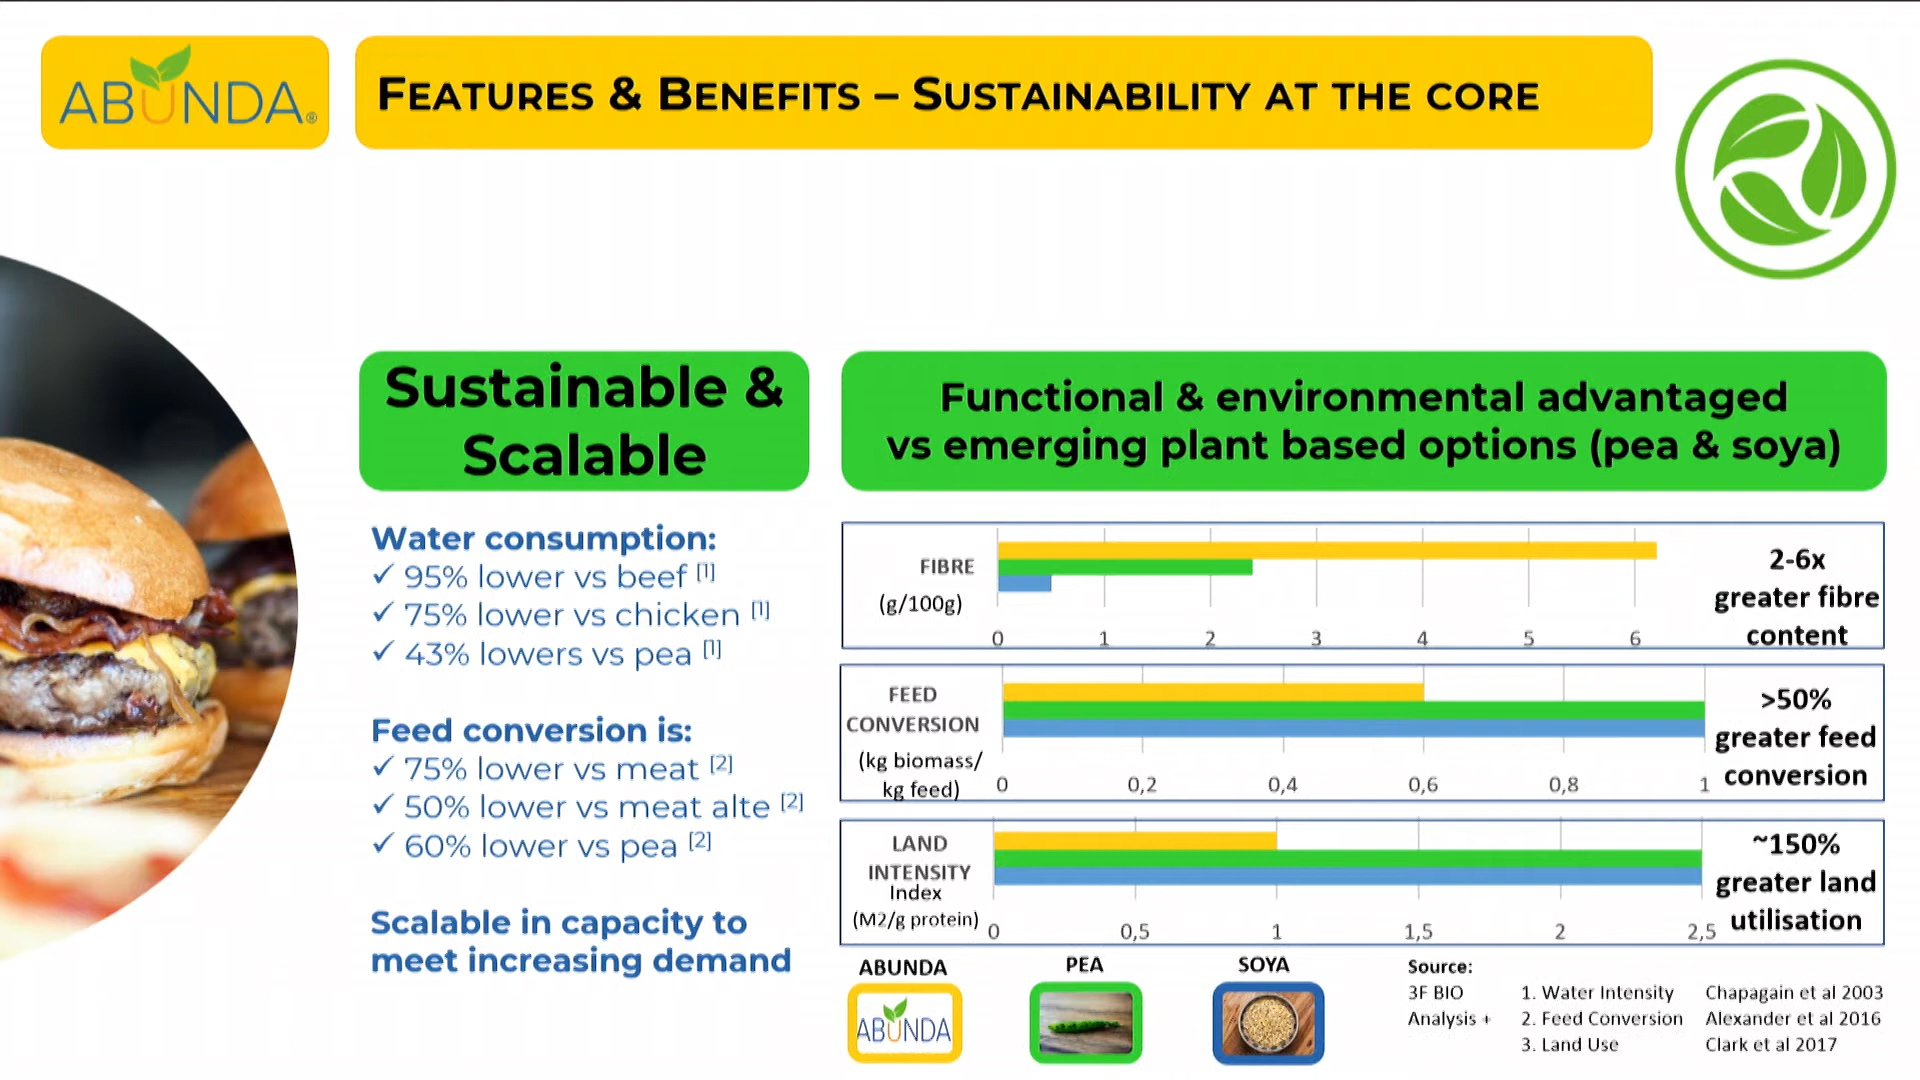 ABUNDA®
FEATURES & BENEFITS – SUSTAINABILITY AT THE CORE
Sustainable &
Scalable
Functional & environmental advantaged
vs emerging plant based options (pea & soya)
Water consumption:
✓ 95% lower vs beef [1]
✓ 75% lower vs chicken [1]
✓ 43% lowers vs pea [1]
Feed conversion is:
✓ 75% lower vs meat [2]
✓ 50% lower vs meat alte [2]
✓ 60% lower vs pea [2]
Scalable in capacity to
meet increasing demand
FIBRE
(g/100g)
0 1 2 3 4 5 6
2-6x
greater fibre
content
FEED
CONVERSION
(kg biomass/
kg feed)
0 0,2 0,4 0,6 0,8 1
>50%
greater feed
conversion
LAND
INTENSITY
Index
(M2/g protein)
0 0,5 1 1,5 2 2,5
~150%
greater land
utilisation
ABUNDA PEA SOYA
ABUNDA
Source:
3F BIO 1. Water Intensity Chapagain et al 2003
Analysis + 2. Feed Conversion Alexander et al 2016
3. Land Use Clark et al 2017